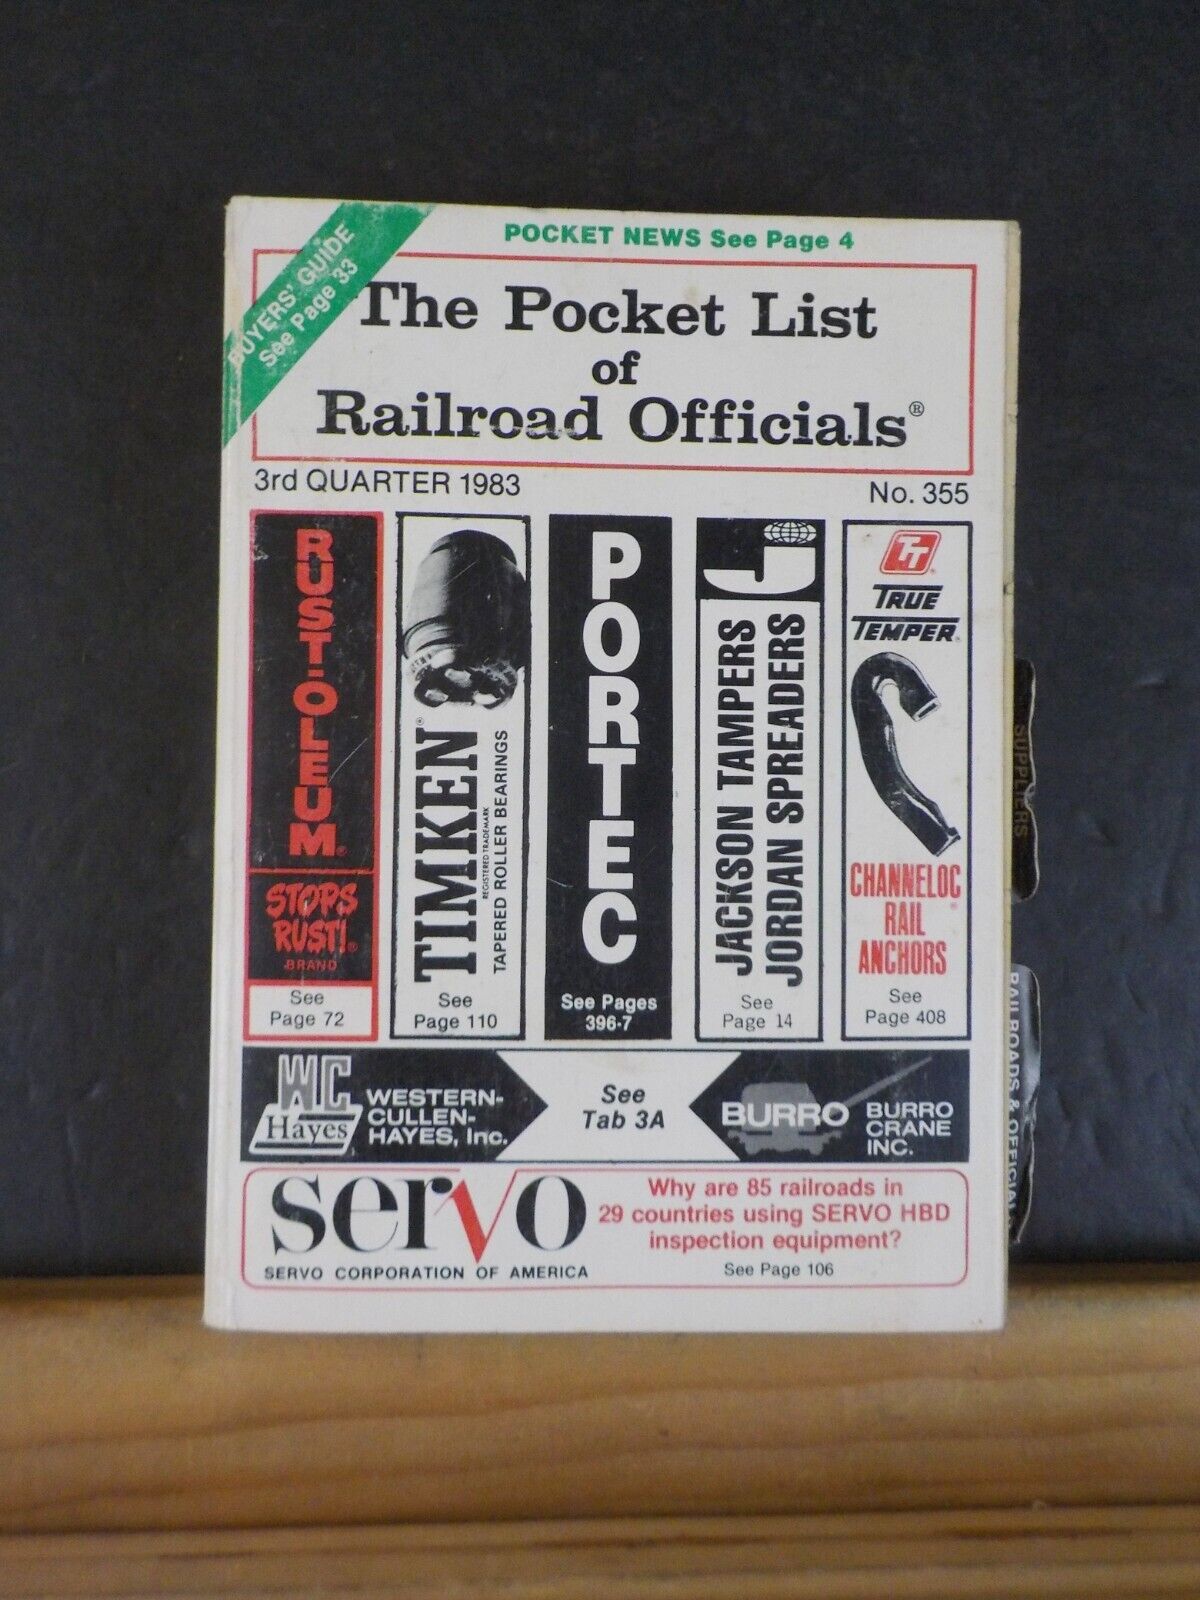 POCKET NEWS See Page 4
BUYERS' GUIDE
See Page 33
The Pocket List
of
Railroad Officials®
3rd QUARTER 1983
No. 355
RUST-OLEUM®
STOPS
RUST!®
BRAND
See
Page 72
TIMKEN®
REGISTERED TRADEMARK
TAPERED ROLLER BEARINGS
See
Page 110
PORTEC
See Pages
396-7
J
JACKSON TAMPERS
JORDAN SPREADERS
See
Page 14
TT®
TRUE
TEMPER®
CHANNELOC®
RAIL
ANCHORS
See
Page 408
WC
Hayes
WESTERN-
CULLEN-
HAYES, Inc.
See
Tab 3A
BURRO
BURRO
CRANE
INC.
servo
SERVO CORPORATION OF AMERICA
Why are 85 railroads in
29 countries using SERVO HBD
inspection equipment?
See Page 106
SUPPLIERS
RAILROADS & OFFICIALS